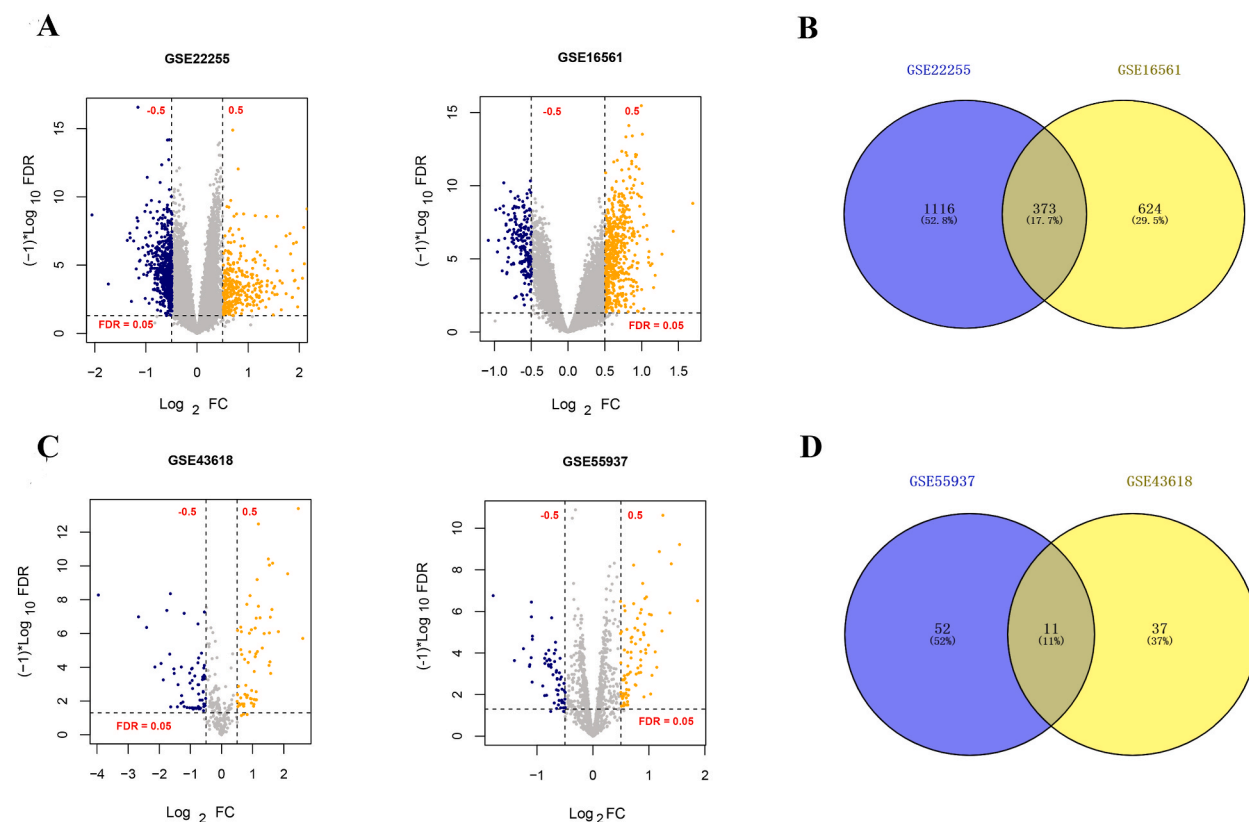 A
GSE22255
-0.5
0.5
15
10
5
0
(−1)*Log 10 FDR
FDR = 0.05
−2
−1
0
1
2
Log 2 FC
GSE16561
-0.5
0.5
15
10
5
0
(−1)*Log 10 FDR
FDR = 0.05
−1.0
−0.5
0.0
0.5
1.0
1.5
Log 2 FC
B
GSE22255
GSE16561
1116
(52.8%)
373
(17.7%)
624
(29.5%)
C
GSE43618
-0.5
0.5
12
10
8
6
4
2
0
(−1)*Log 10 FDR
FDR = 0.05
−4
−3
−2
−1
0
1
2
Log 2 FC
GSE55937
-0.5
0.5
10
8
6
4
2
0
(-1)*Log 10 FDR
FDR = 0.05
−1
0
1
2
Log 2 FC
D
GSE55937
GSE43618
52
(52%)
11
(11%)
37
(37%)